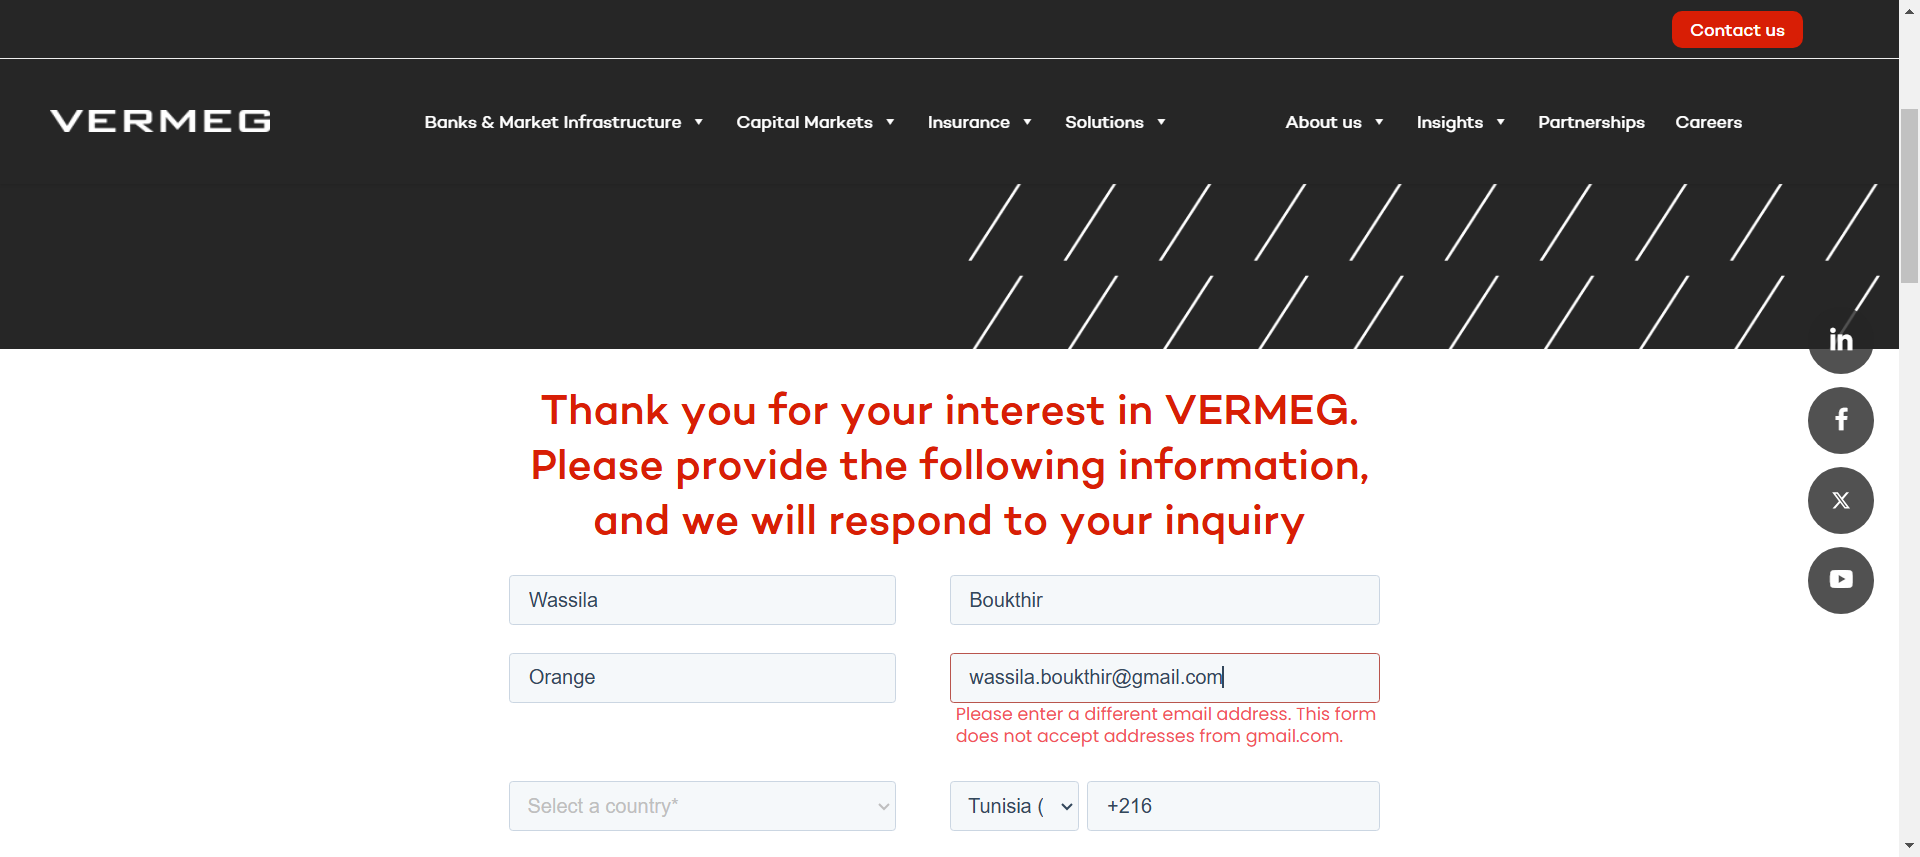 Contact us
VERMEG
Banks & Market Infrastructure
Capital Markets
Insurance
Solutions
About us
Insights
Partnerships
Careers
in
f
X
Thank you for your interest in VERMEG.
Please provide the following information,
and we will respond to your inquiry
Wassila
Boukthir
Orange
wassila.boukthir@gmail.com
Please enter a different email address. This form
does not accept addresses from gmail.com.
Select a country*
Tunisia (
+216